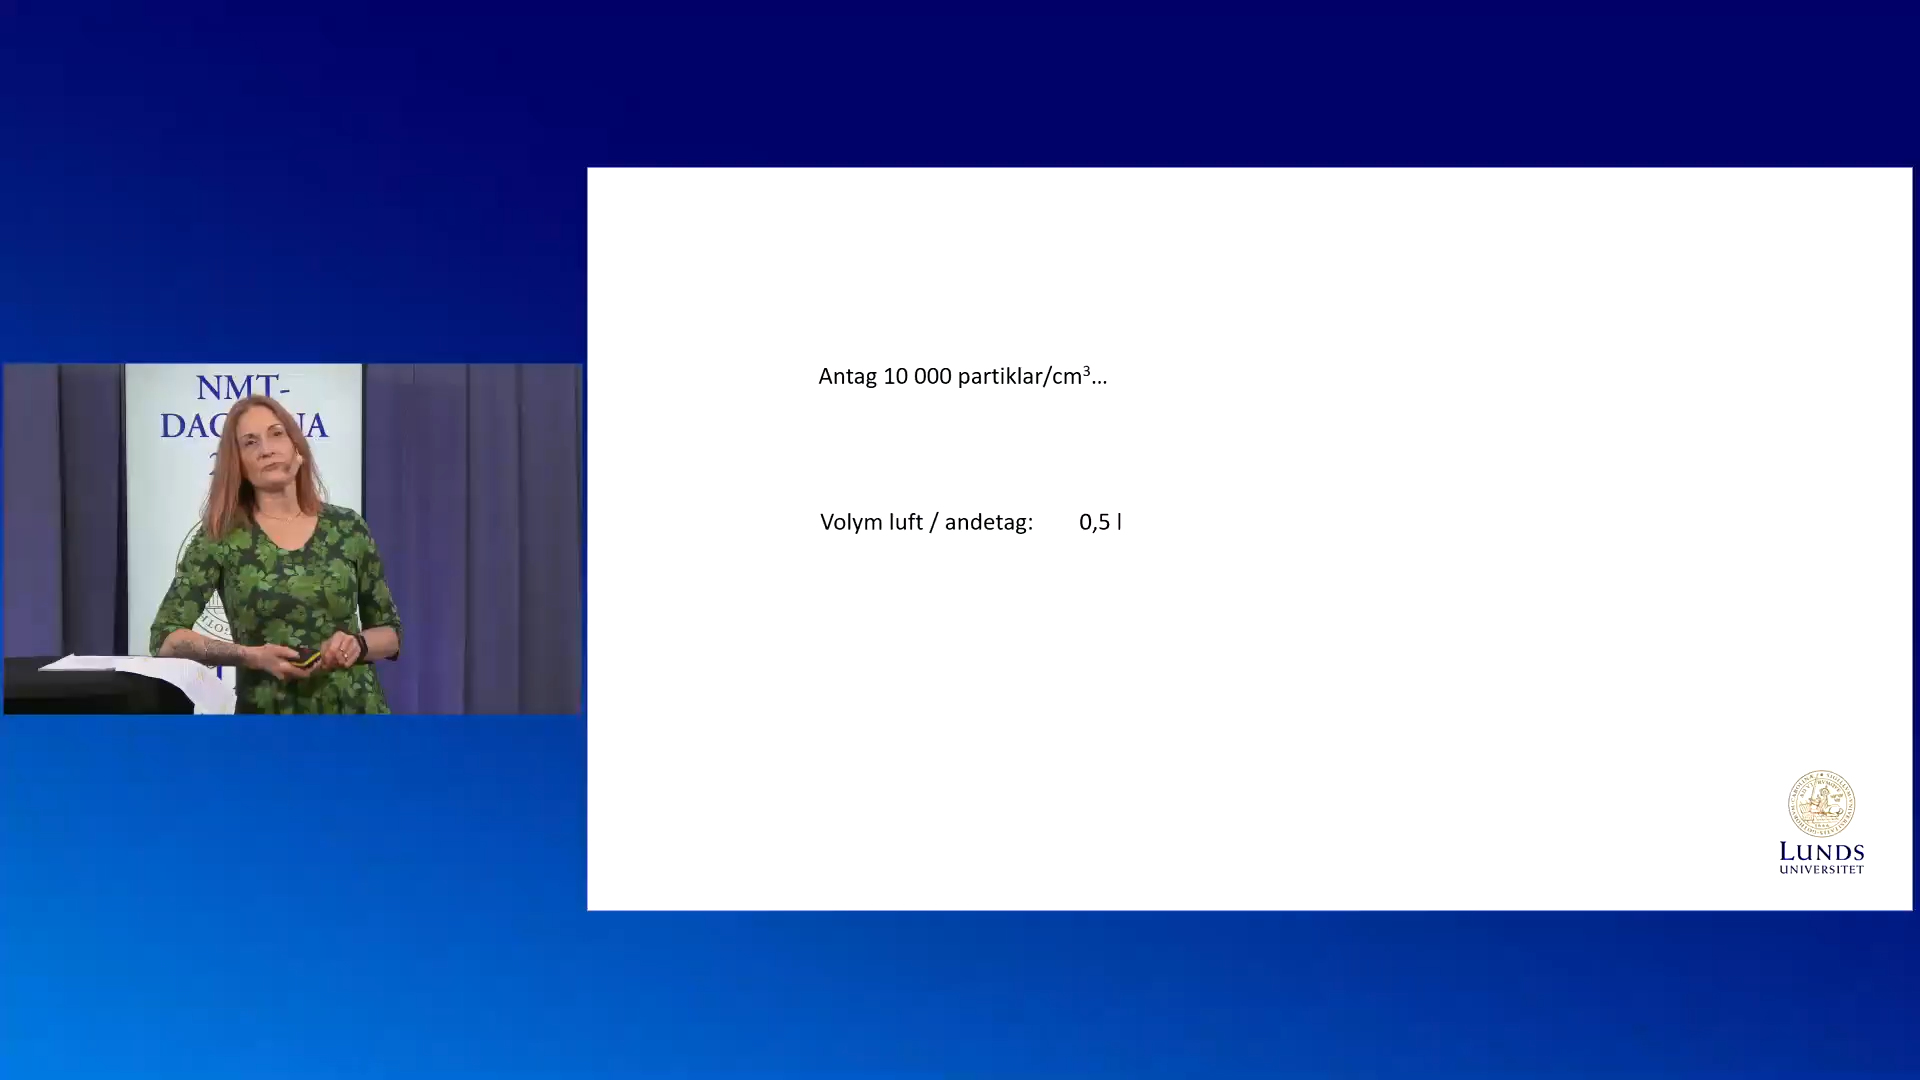 NMT-
Antag 10 000 partiklar/cm³...
Volym luft / andetag: 0,5 l
LUNDS
UNIVERSITET